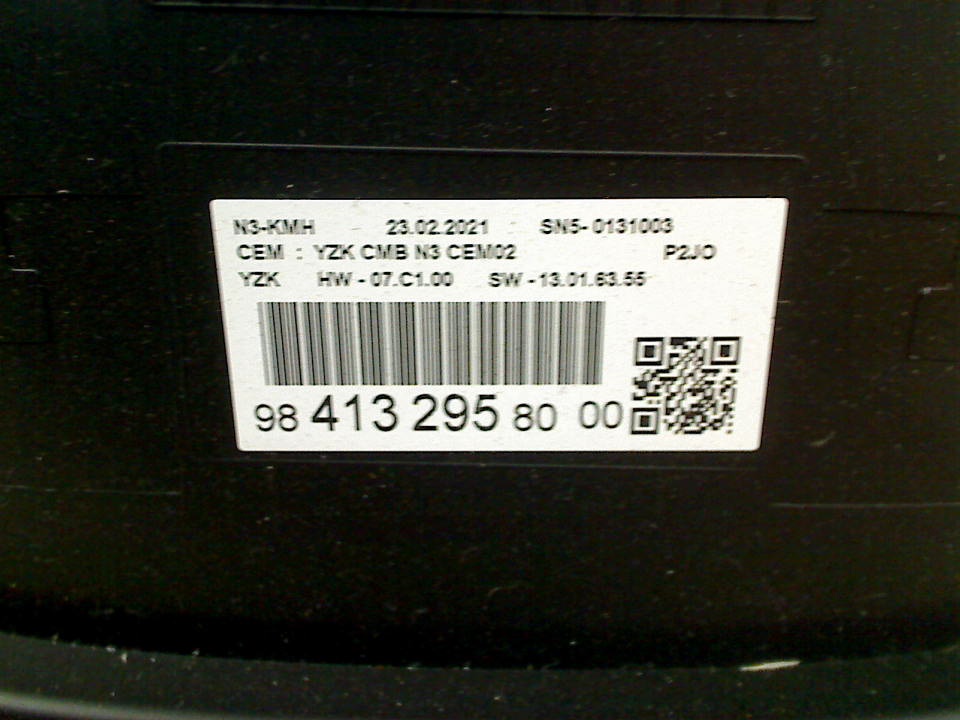 N3-KMH 23.02.2021 SN5- 0131003
CEM : YZK CMB N3 CEM02 P2JO
YZK HW - 07.C1.00 SW -13.01.63.55
98 413 295 80 00